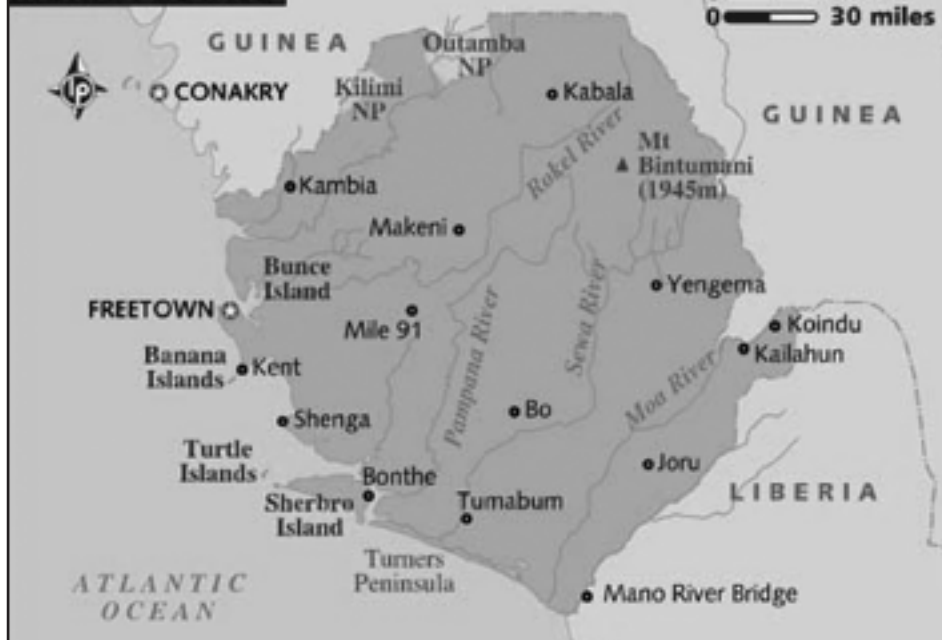 0 30 miles
GUINEA
Outamba
NP
Kilimi
NP
CONAKRY
Kabala
GUINEA
Rokel River
Mt
Bintumani
(1945m)
Kambia
Makeni
Bunce
Island
Yengema
FREETOWN
Mile 91
Pampana River
Sewa River
Koindu
Kailahun
Banana
Islands
Kent
Moa River
Bo
Shenga
Turtle
Islands
Bonthe
Joru
Sherbro
Island
Tumabum
LIBERIA
Turners
Peninsula
ATLANTIC
OCEAN
Mano River Bridge